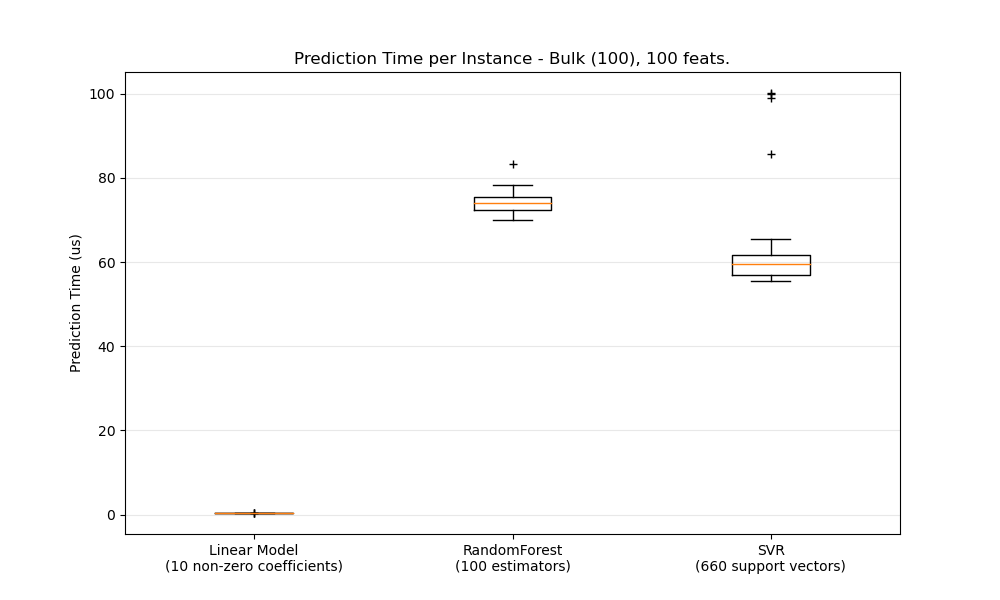 Prediction Time per Instance - Bulk (100), 100 feats.
Prediction Time (us)
100
80
60
40
20
0
Linear Model
(10 non-zero coefficients)
RandomForest
(100 estimators)
SVR
(660 support vectors)